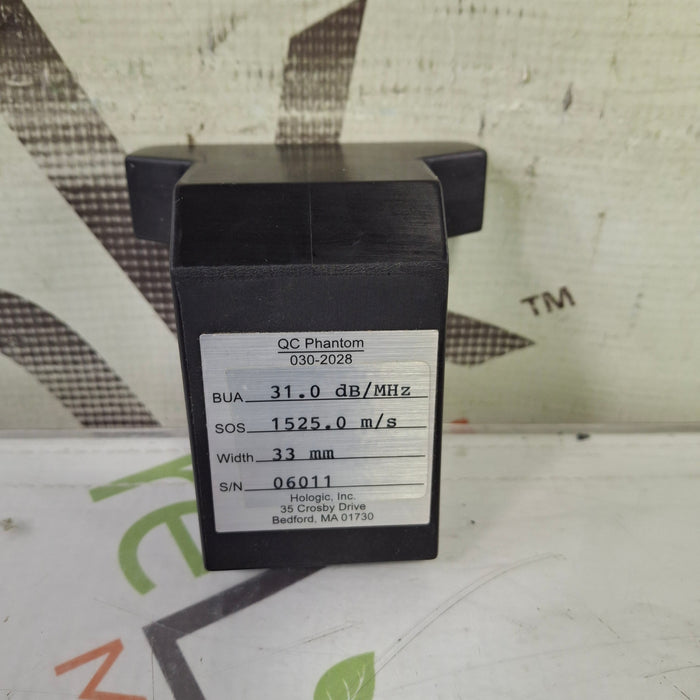 TM
QC Phantom
030-2028
BUA 31.0 dB/MHz
SOS 1525.0 m/s
Width 33 mm
S/N 06011
Hologic, Inc.
35 Crosby Drive
Bedford, MA 01730